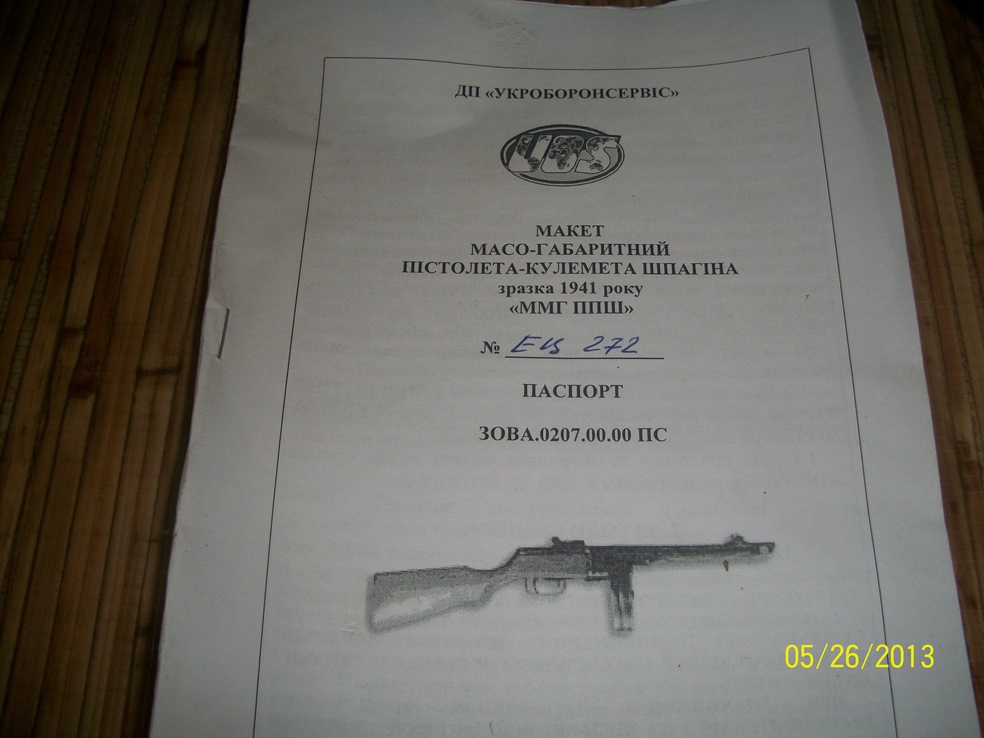 ДП «УКРОБОРОНСЕРВІС»
УОS
МАКЕТ
МАСО-ГАБАРИТНИЙ
ПІСТОЛЕТА-КУЛЕМЕТА ШПАГІНА
зразка 1941 року
«ММГ ППШ»
№ ЕЦ 272
ПАСПОРТ
ЗОВА.0207.00.00 ПС
05/26/2013